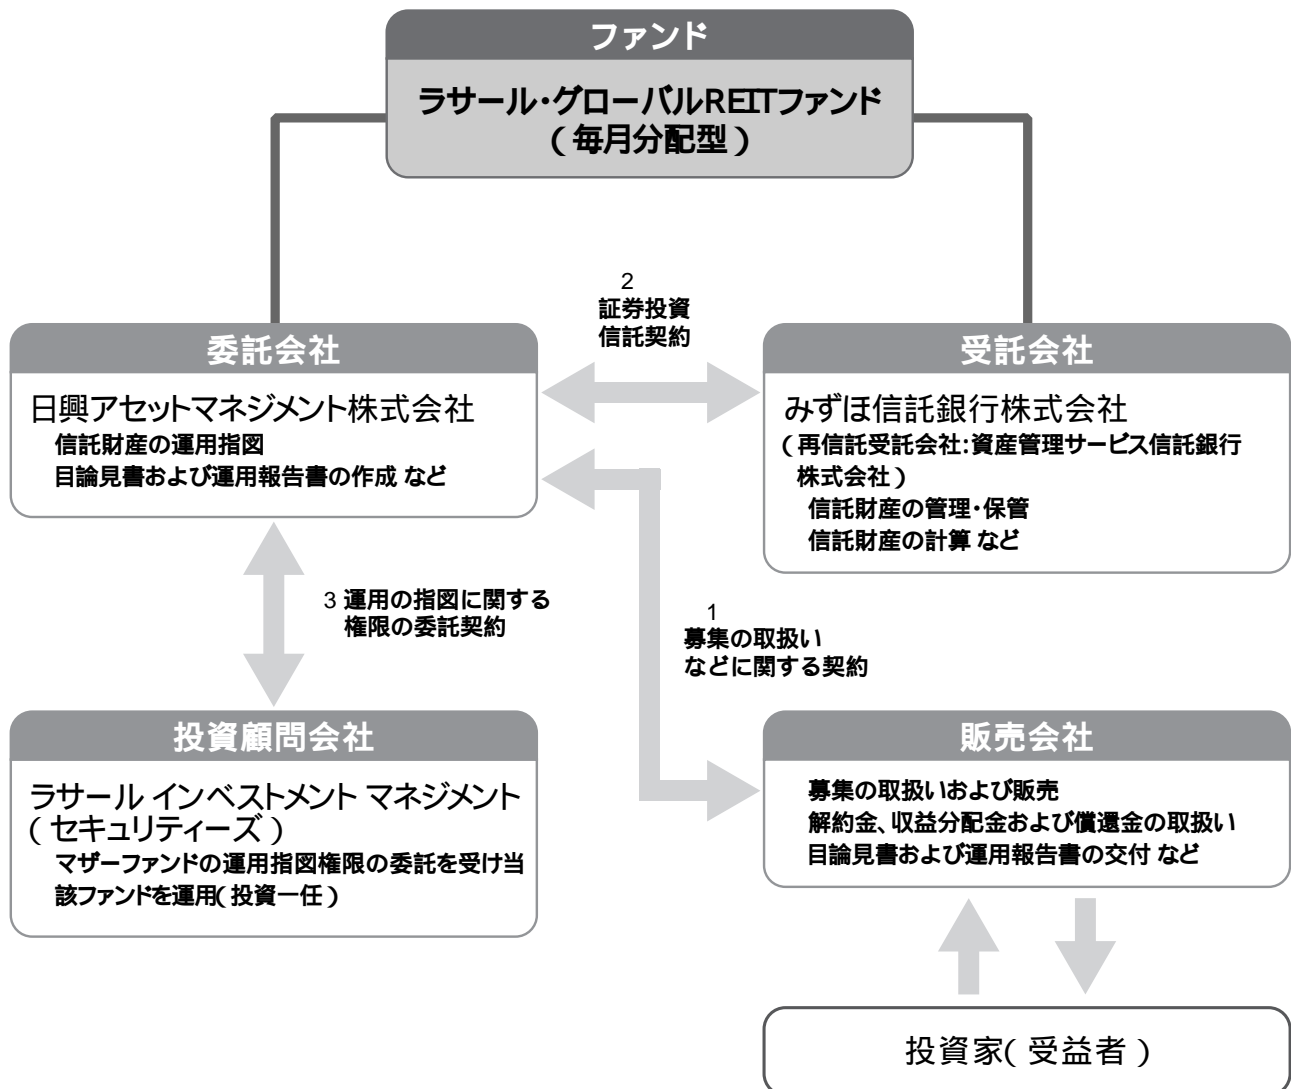 ファンド
ラサール・グローバルREITファンド
(毎月分配型)
2
証券投資
信託契約
委託会社
日興アセットマネジメント株式会社
信託財産の運用指図
目論見書および運用報告書の作成 など
受託会社
みずほ信託銀行株式会社
(再信託受託会社:資産管理サービス信託銀行
株式会社)
信託財産の管理・保管
信託財産の計算 など
3 運用の指図に関する
権限の委託契約
1
募集の取扱い
などに関する契約
投資顧問会社
ラサール インベストメント マネジメント
(セキュリティーズ)
マザーファンドの運用指図権限の委託を受け当
該ファンドを運用(投資一任)
販売会社
募集の取扱いおよび販売
解約金、収益分配金および償還金の取扱い
目論見書および運用報告書の交付 など
投資家(受益者)